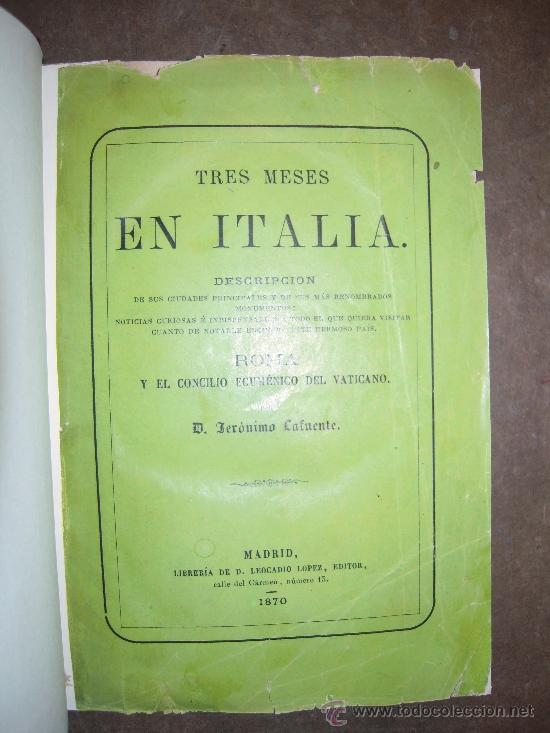 TRES MESES
EN ITALIA.
DESCRIPCION
DE SUS CIUDADES PRINCIPALES Y DE SUS MÁS RENOMBRADOS
MONUMENTOS:
NOTICIAS CURIOSAS É INDISPENSABLES Á TODO EL QUE QUIERA VISITAR
CUANTO DE NOTABLE ESTE HERMOSO PAIS.
ROMA
Y EL CONCILIO ECUMÉNICO DEL VATICANO.
D. Jerónimo Lafuente.
MADRID,
LIBRERÍA DE D. LEOCADIO LOPEZ, EDITOR,
calle del Cármen, número 13.
1870
todocoleccion
www.todocoleccion.net